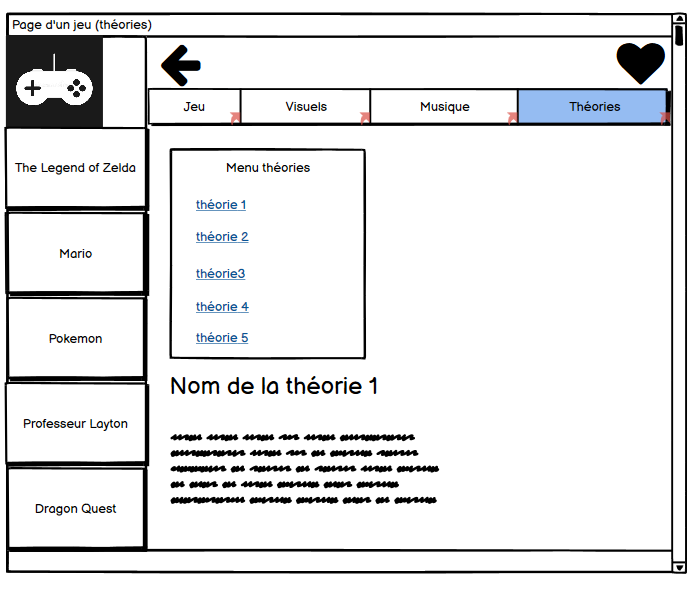 Page d'un jeu (théories)
Jeu
Visuels
Musique
Théories
The Legend of Zelda
Mario
Pokemon
Professeur Layton
Dragon Quest
Menu théories
théorie 1
théorie 2
théorie3
théorie 4
théorie 5
Nom de la théorie 1